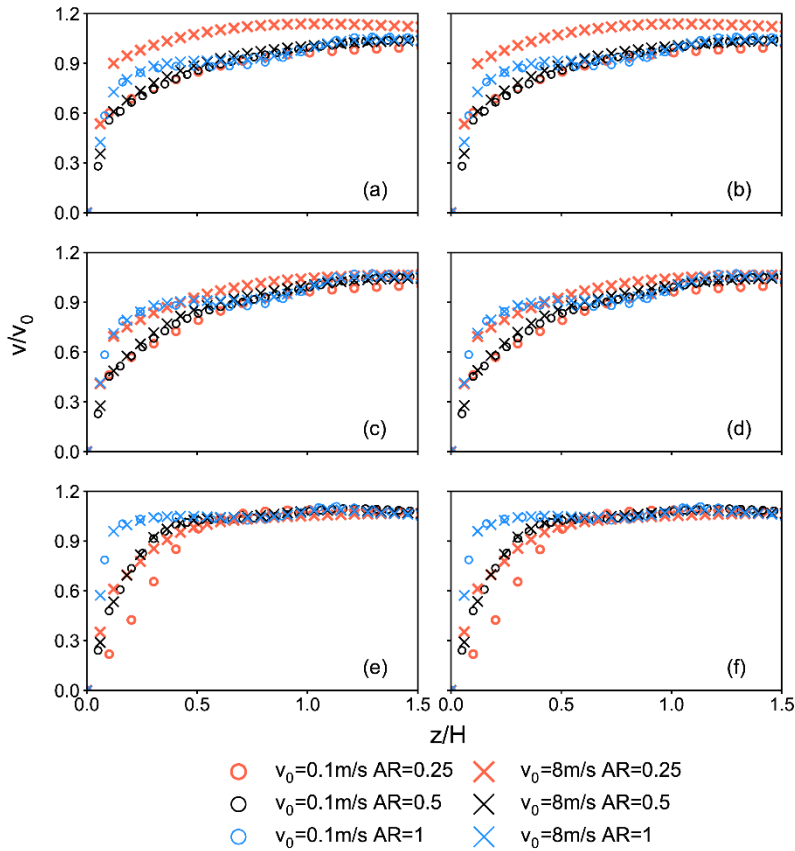 1.2
0.9
0.6
0.3
0.0
(a)
(b)
1.2
0.9
0.6
0.3
0.0
(c)
(d)
v/v₀
1.2
0.9
0.6
0.3
0.0
(e)
(f)
0.0 0.5 1.0 1.5 0.0 0.5 1.0 1.5
z/H
v₀=0.1m/s AR=0.25 v₀=8m/s AR=0.25
v₀=0.1m/s AR=0.5 v₀=8m/s AR=0.5
v₀=0.1m/s AR=1 v₀=8m/s AR=1